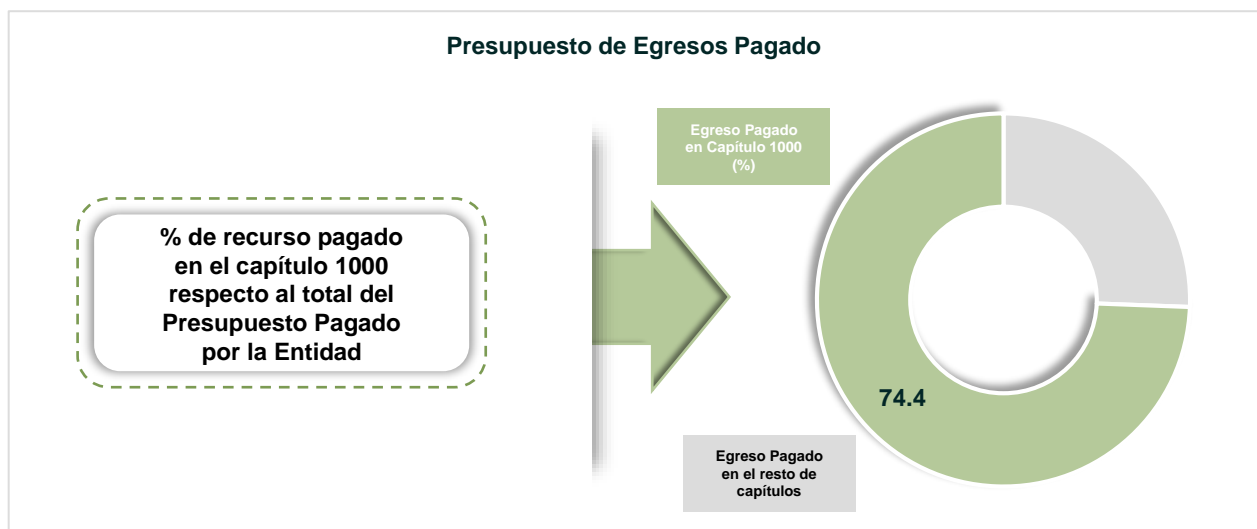 Presupuesto de Egresos Pagado
% de recurso pagado
en el capítulo 1000
respecto al total del
Presupuesto Pagado
por la Entidad
Egreso Pagado
en Capítulo 1000
(%)
74.4
Egreso Pagado
en el resto de
capítulos